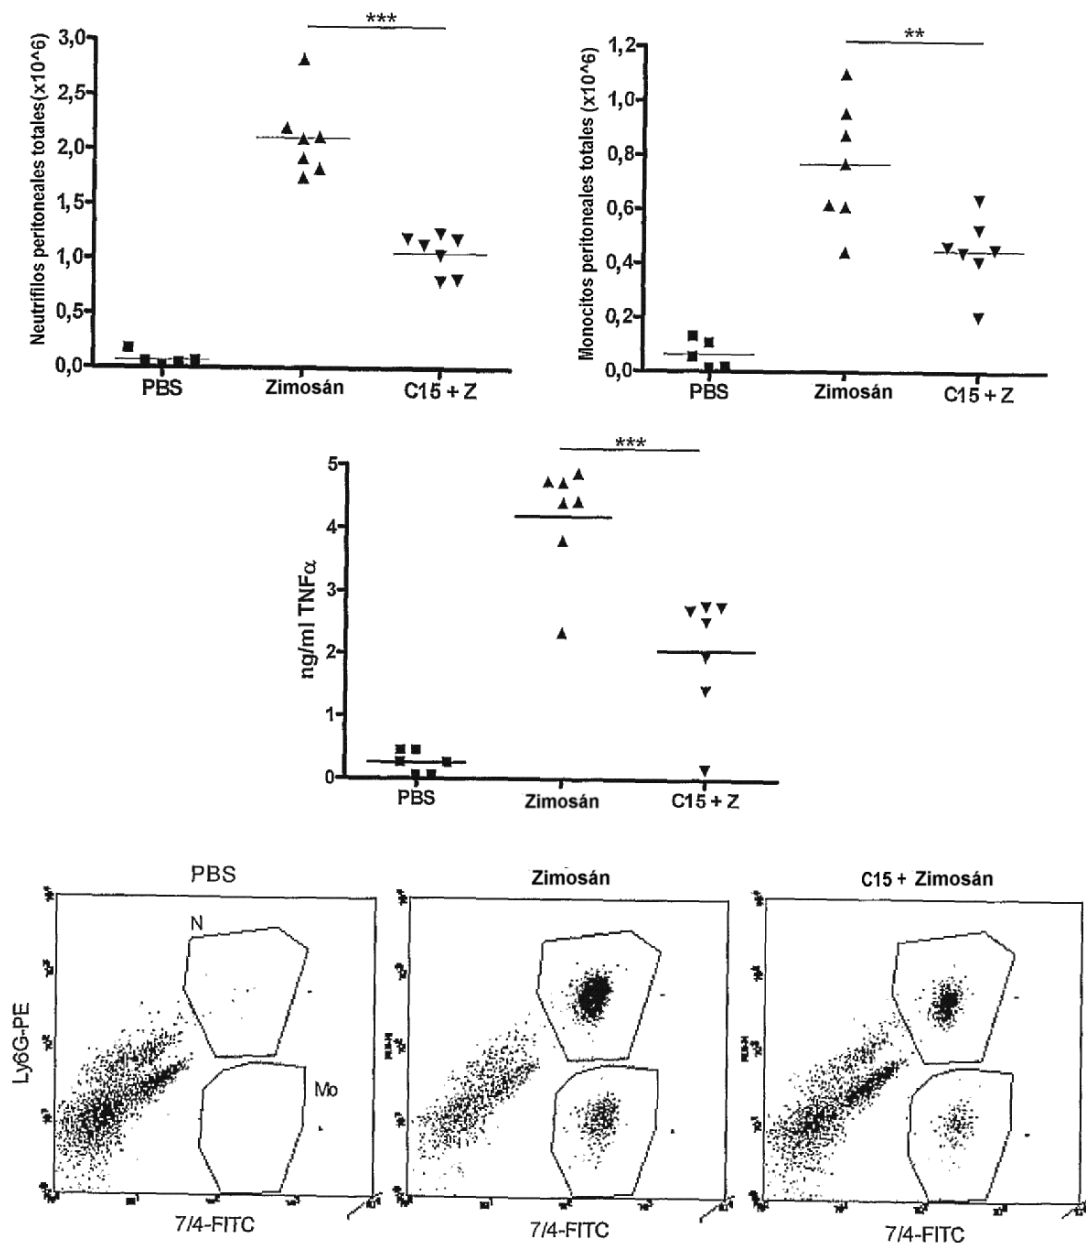 ***
Neutrífilos peritoneales totales(x10^6)
3,0
2,5
2,0
1,5
1,0
0,5
0,0
PBS
Zimosán
C15 + Z
**
Monocitos peritoneales totales (x10^6)
1,2
1,0
0,8
0,6
0,4
0,2
0,0
PBS
Zimosán
C15 + Z
***
ng/ml TNFα
5
4
3
2
1
0
PBS
Zimosán
C15 + Z
PBS
N
Mo
Ly6G-PE
7/4-FITC
Zimosán
7/4-FITC
C15 + Zimosán
7/4-FITC